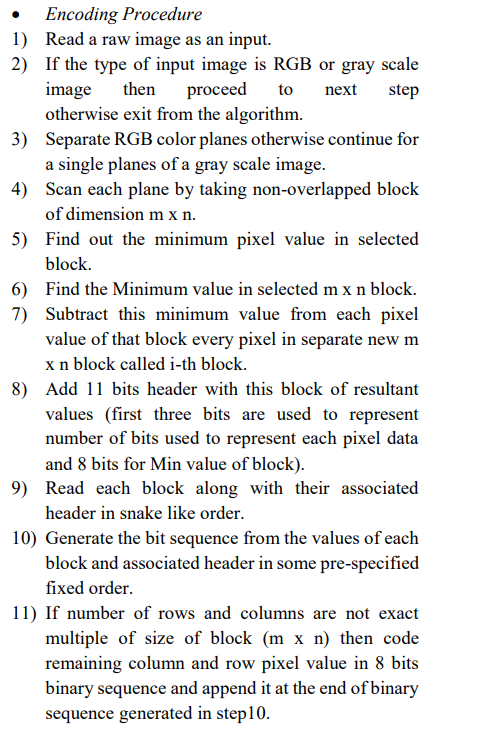 • Encoding Procedure
1) Read a raw image as an input.
2) If the type of input image is RGB or gray scale
image then proceed to next step
otherwise exit from the algorithm.
3) Separate RGB color planes otherwise continue for
a single planes of a gray scale image.
4) Scan each plane by taking non-overlapped block
of dimension m x n.
5) Find out the minimum pixel value in selected
block.
6) Find the Minimum value in selected m x n block.
7) Subtract this minimum value from each pixel
value of that block every pixel in separate new m
x n block called i-th block.
8) Add 11 bits header with this block of resultant
values (first three bits are used to represent
number of bits used to represent each pixel data
and 8 bits for Min value of block).
9) Read each block along with their associated
header in snake like order.
10) Generate the bit sequence from the values of each
block and associated header in some pre-specified
fixed order.
11) If number of rows and columns are not exact
multiple of size of block (m x n) then code
remaining column and row pixel value in 8 bits
binary sequence and append it at the end of binary
sequence generated in step10.